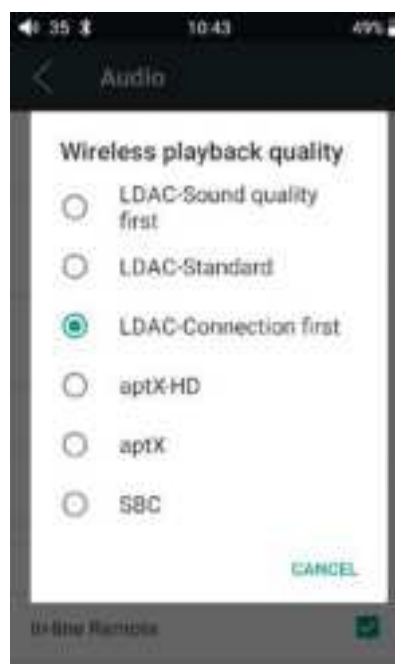 35 10:43 49%
Audio
Wireless playback quality
LDAC-Sound quality
first
LDAC-Standard
LDAC-Connection first
aptX-HD
aptX
SBC
CANCEL
In-line Remote